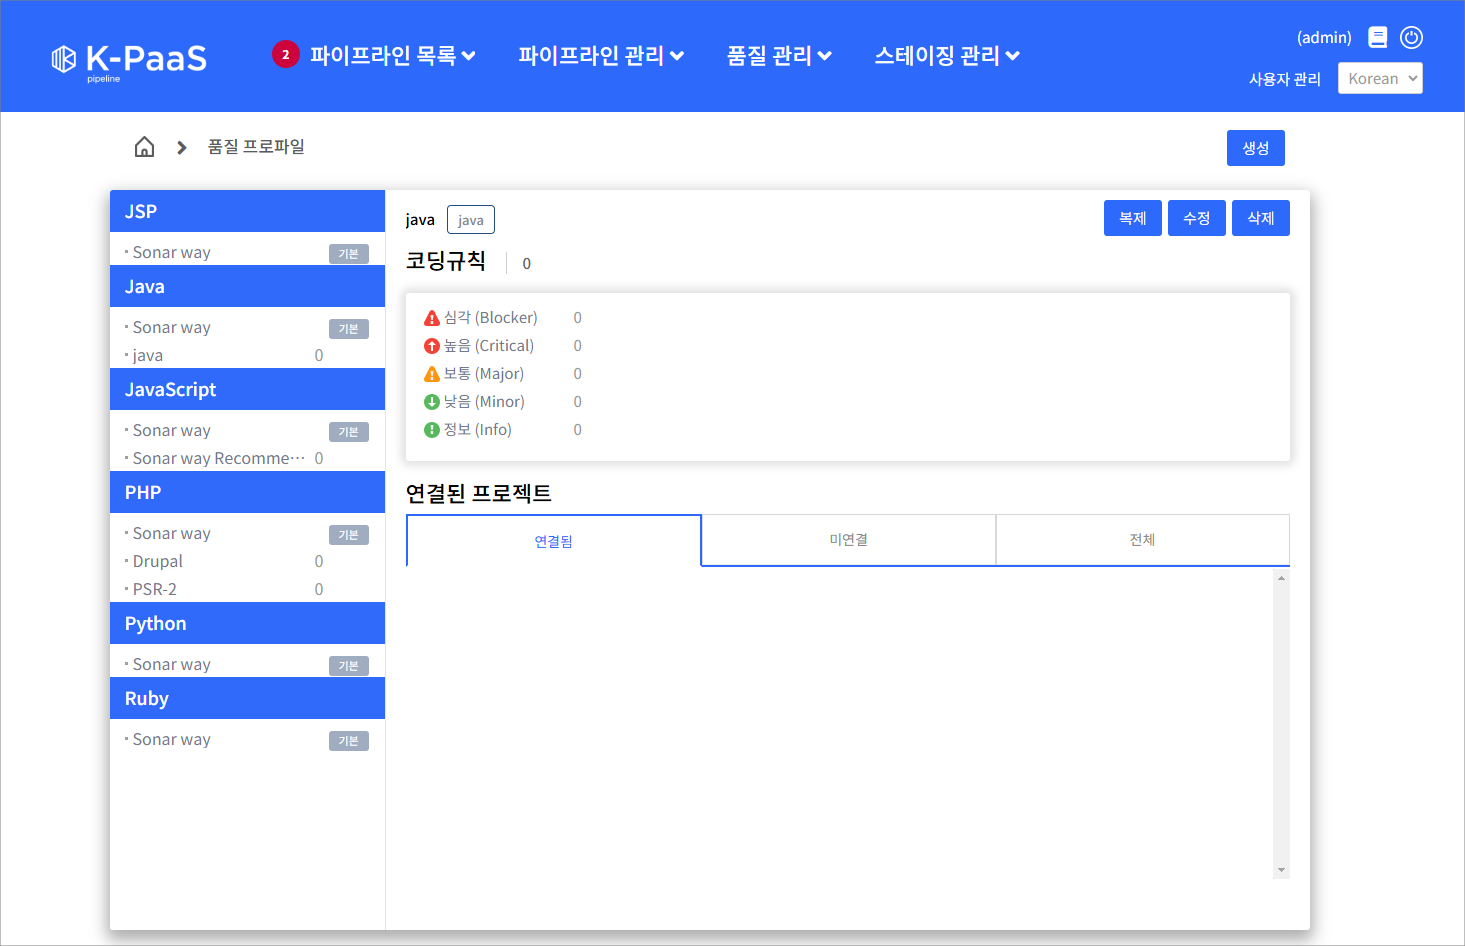 K-PaaS
pipeline
2 파이프라인 목록 파이프라인 관리 품질 관리 스테이징 관리
(admin)
사용자 관리 Korean
품질 프로파일
생성
JSP
Sonar way 기본
Java
Sonar way 기본
java 0
JavaScript
Sonar way 기본
Sonar way Recomme··· 0
PHP
Sonar way 기본
Drupal 0
PSR-2 0
Python
Sonar way 기본
Ruby
Sonar way 기본
java java
복제 수정 삭제
코딩규칙 0
심각 (Blocker) 0
높음 (Critical) 0
보통 (Major) 0
낮음 (Minor) 0
정보 (Info) 0
연결된 프로젝트
연결됨 미연결 전체